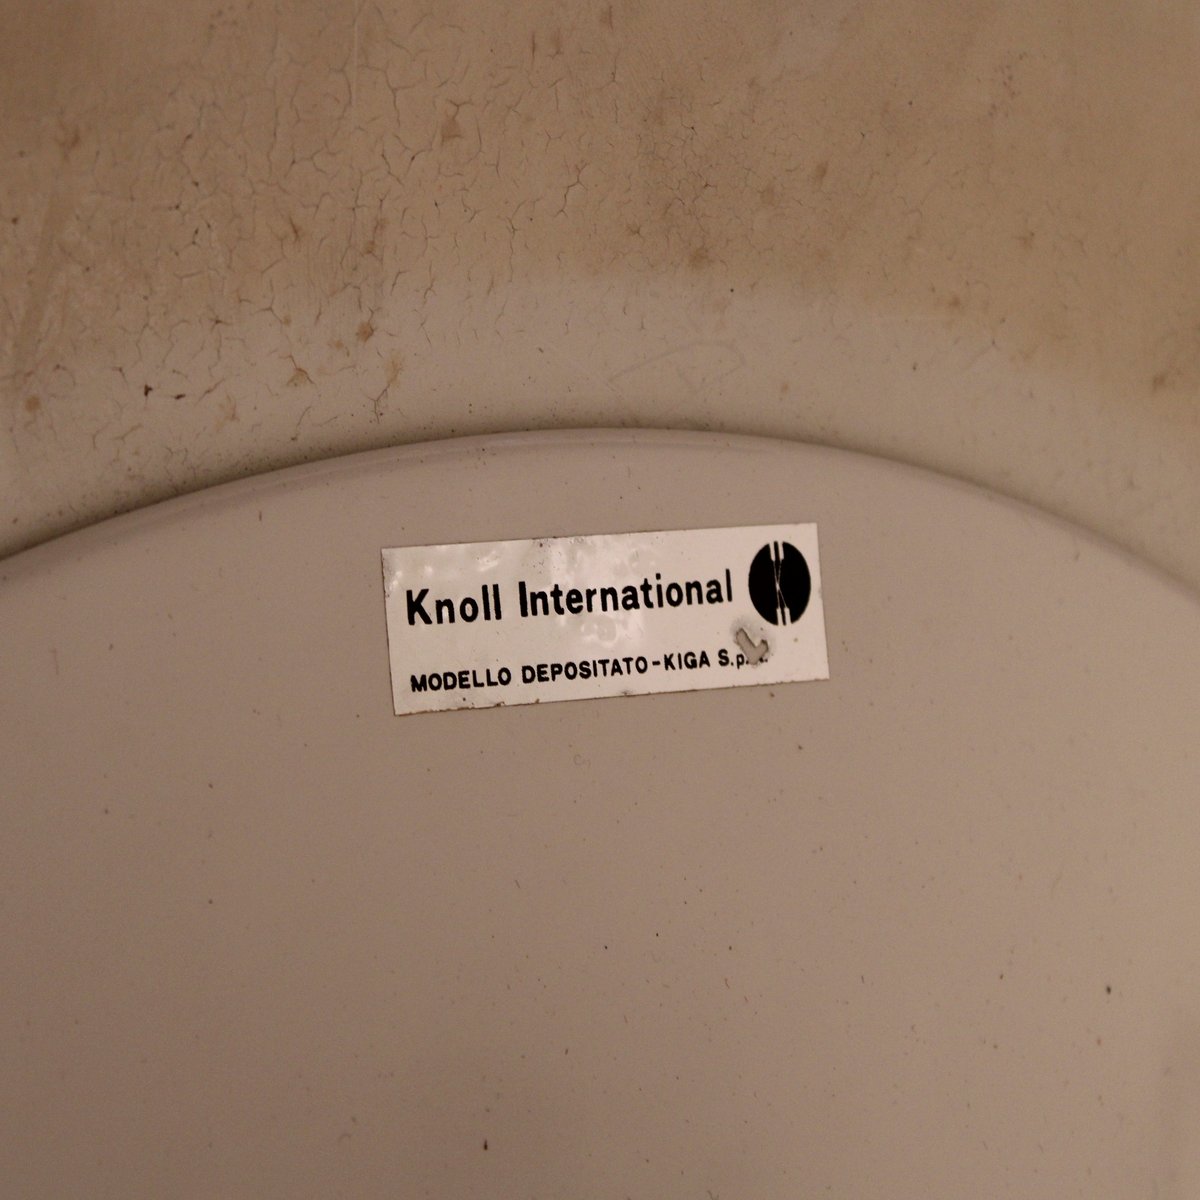 Knoll International
MODELLO DEPOSITATO-KIGA